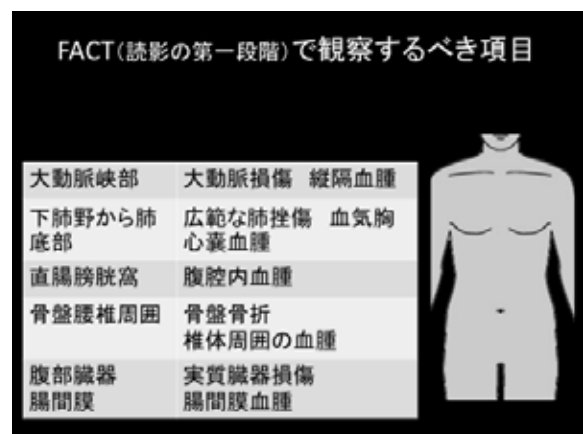 FACT(読影の第一段階)で観察するべき項目
大動脈峡部 大動脈損傷 縦隔血腫
下肺野から肺底部 広範な肺挫傷 血気胸
心嚢血腫
直腸膀胱窩 腹腔内血腫
骨盤腰椎周囲 骨盤骨折
椎体周囲の血腫
腹部臓器 実質臓器損傷
腸間膜 腸間膜血腫